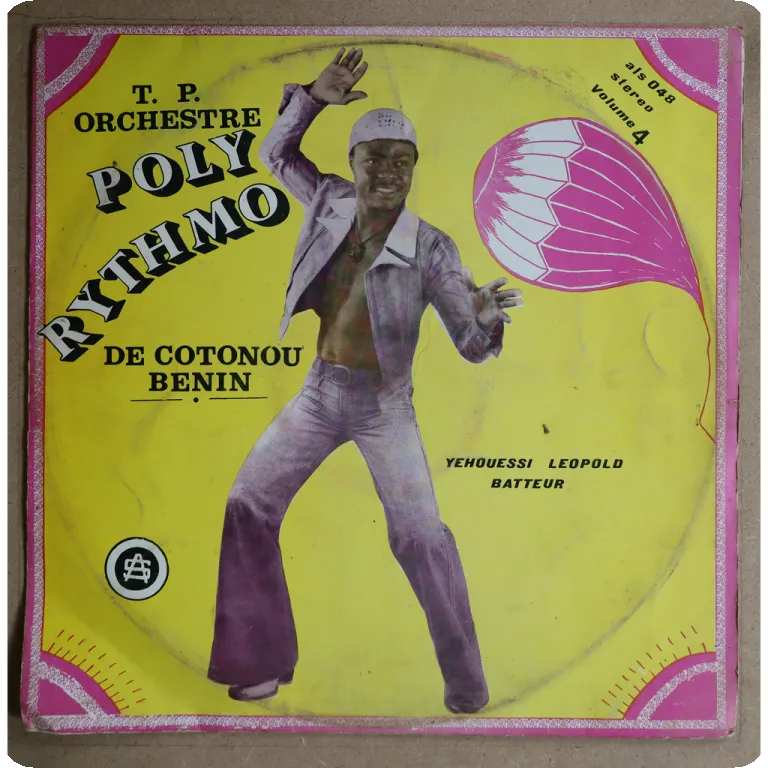 T. P.
ORCHESTRE
POLY
RYTHMO
DE COTONOU
BENIN
als 048
stereo
Volume 4
YEHOUESSI LEOPOLD
BATTEUR